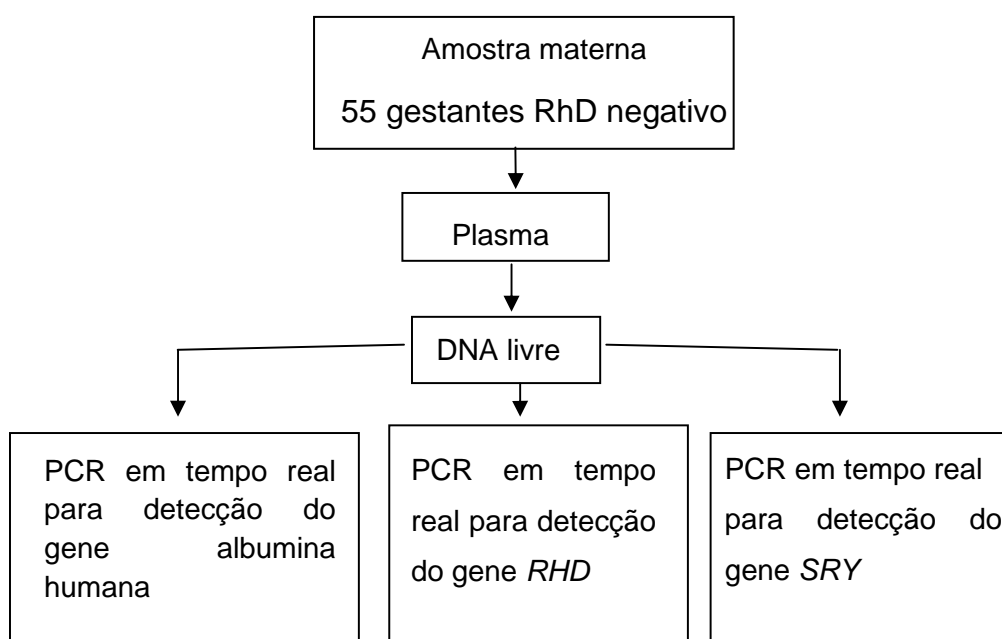 Amostra materna
55 gestantes RhD negativo
Plasma
DNA livre
PCR em tempo real
para detecção do
gene albumina
humana
PCR em tempo
real para detecção
do gene RHD
PCR em tempo real
para detecção do
gene SRY